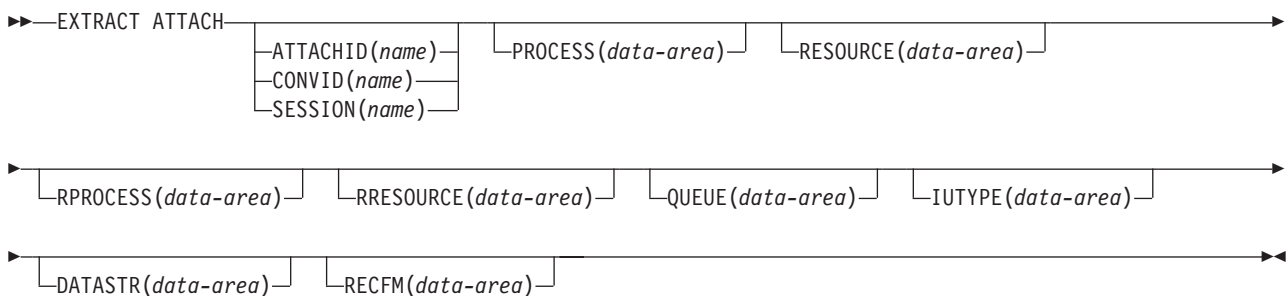 EXTRACT ATTACH
ATTACHID(name)
CONVID(name)
SESSION(name)
PROCESS(data-area)
RESOURCE(data-area)
RPROCESS(data-area)
RRESOURCE(data-area)
QUEUE(data-area)
IUTYPE(data-area)
DATASTR(data-area)
RECFM(data-area)